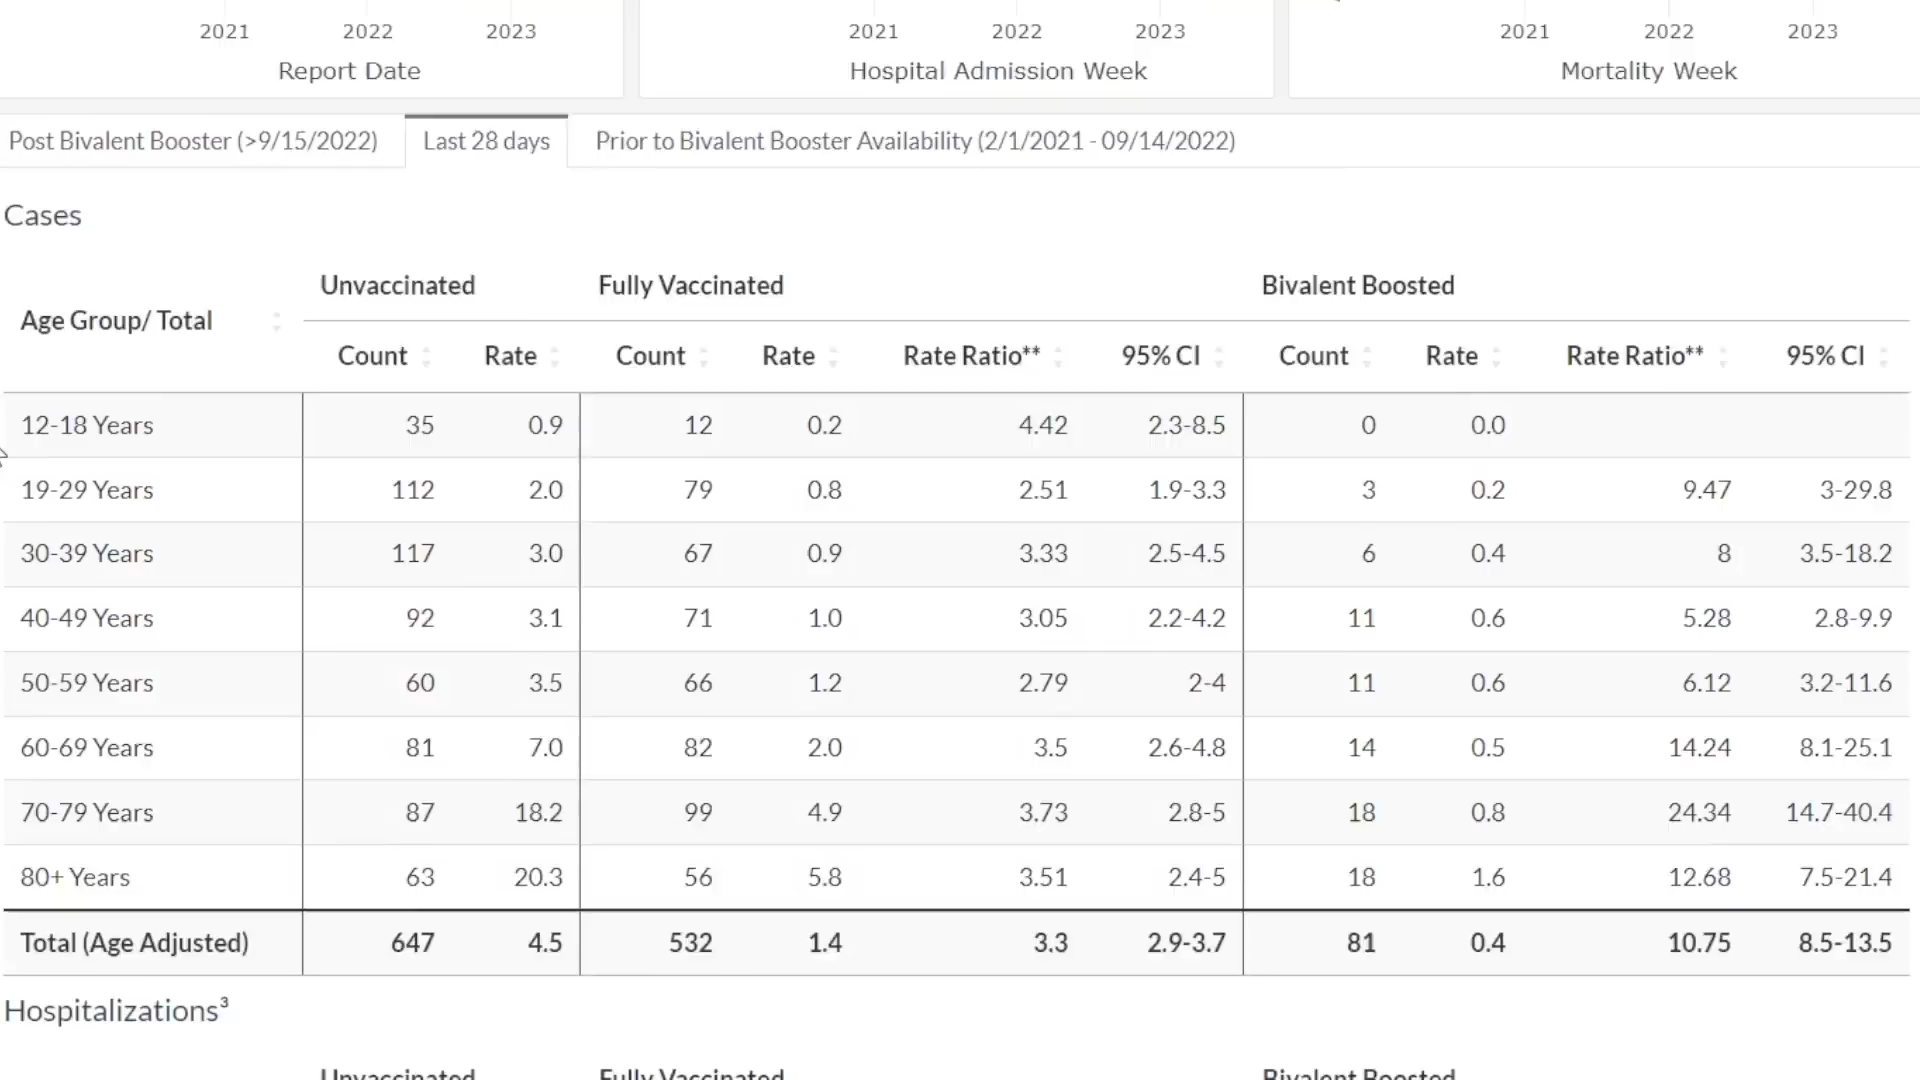 2021 2022 2023 2021 2022 2023 2021 2022 2023
Report Date Hospital Admission Week Mortality Week
Post Bivalent Booster (>9/15/2022) Last 28 days Prior to Bivalent Booster Availability (2/1/2021 - 09/14/2022)
Cases
Unvaccinated Fully Vaccinated Bivalent Boosted
Age Group/ Total
Count Rate Count Rate Rate Ratio** 95% CI Count Rate Rate Ratio** 95% CI
12-18 Years 35 0.9 12 0.2 4.42 2.3-8.5 0 0.0
19-29 Years 112 2.0 79 0.8 2.51 1.9-3.3 3 0.2 9.47 3-29.8
30-39 Years 117 3.0 67 0.9 3.33 2.5-4.5 6 0.4 8 3.5-18.2
40-49 Years 92 3.1 71 1.0 3.05 2.2-4.2 11 0.6 5.28 2.8-9.9
50-59 Years 60 3.5 66 1.2 2.79 2-4 11 0.6 6.12 3.2-11.6
60-69 Years 81 7.0 82 2.0 3.5 2.6-4.8 14 0.5 14.24 8.1-25.1
70-79 Years 87 18.2 99 4.9 3.73 2.8-5 18 0.8 24.34 14.7-40.4
80+ Years 63 20.3 56 5.8 3.51 2.4-5 18 1.6 12.68 7.5-21.4
Total (Age Adjusted) 647 4.5 532 1.4 3.3 2.9-3.7 81 0.4 10.75 8.5-13.5
Hospitalizations³
Unvaccinated Fully Vaccinated Bivalent Boosted